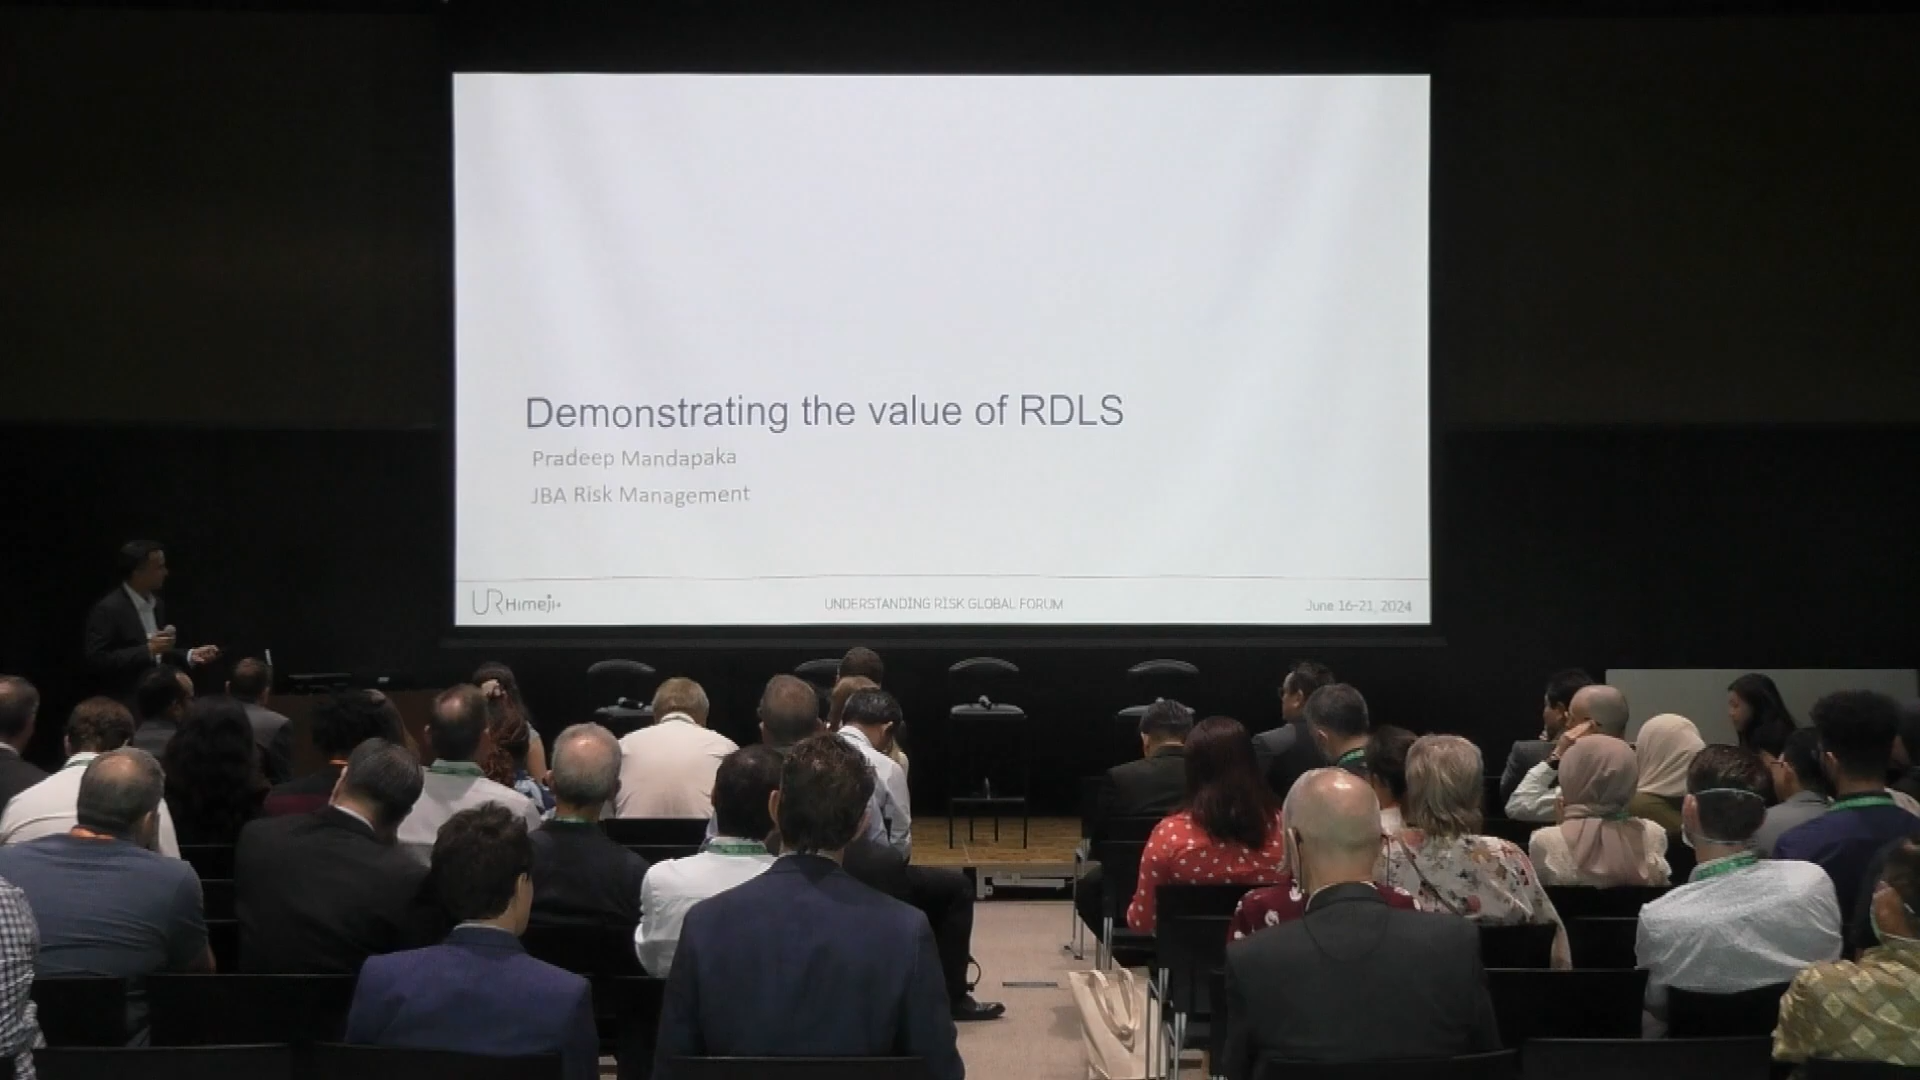 Demonstrating the value of RDLS
Pradeep Mandapaka
JBA Risk Management
UR Himeji
UNDERSTANDING RISK GLOBAL FORUM
June 16-21, 2024